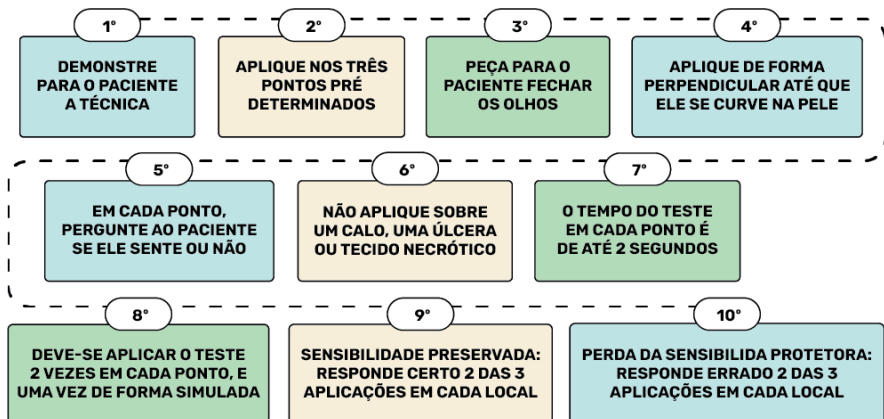 1°
DEMONSTRE
PARA O PACIENTE
A TÉCNICA
2°
APLIQUE NOS TRÊS
PONTOS PRÉ
DETERMINADOS
3°
PEÇA PARA O
PACIENTE FECHAR
OS OLHOS
4°
APLIQUE DE FORMA
PERPENDICULAR ATÉ QUE
ELE SE CURVE NA PELE
5°
EM CADA PONTO,
PERGUNTE AO PACIENTE
SE ELE SENTE OU NÃO
6°
NÃO APLIQUE SOBRE
UM CALO, UMA ÚLCERA
OU TECIDO NECRÓTICO
7°
O TEMPO DO TESTE
EM CADA PONTO É
DE ATÉ 2 SEGUNDOS
8°
DEVE-SE APLICAR O TESTE
2 VEZES EM CADA PONTO, E
UMA VEZ DE FORMA SIMULADA
9°
SENSIBILIDADE PRESERVADA:
RESPONDE CERTO 2 DAS 3
APLICAÇÕES EM CADA LOCAL
10°
PERDA DA SENSIBILIDA PROTETORA:
RESPONDE ERRADO 2 DAS 3
APLICAÇÕES EM CADA LOCAL